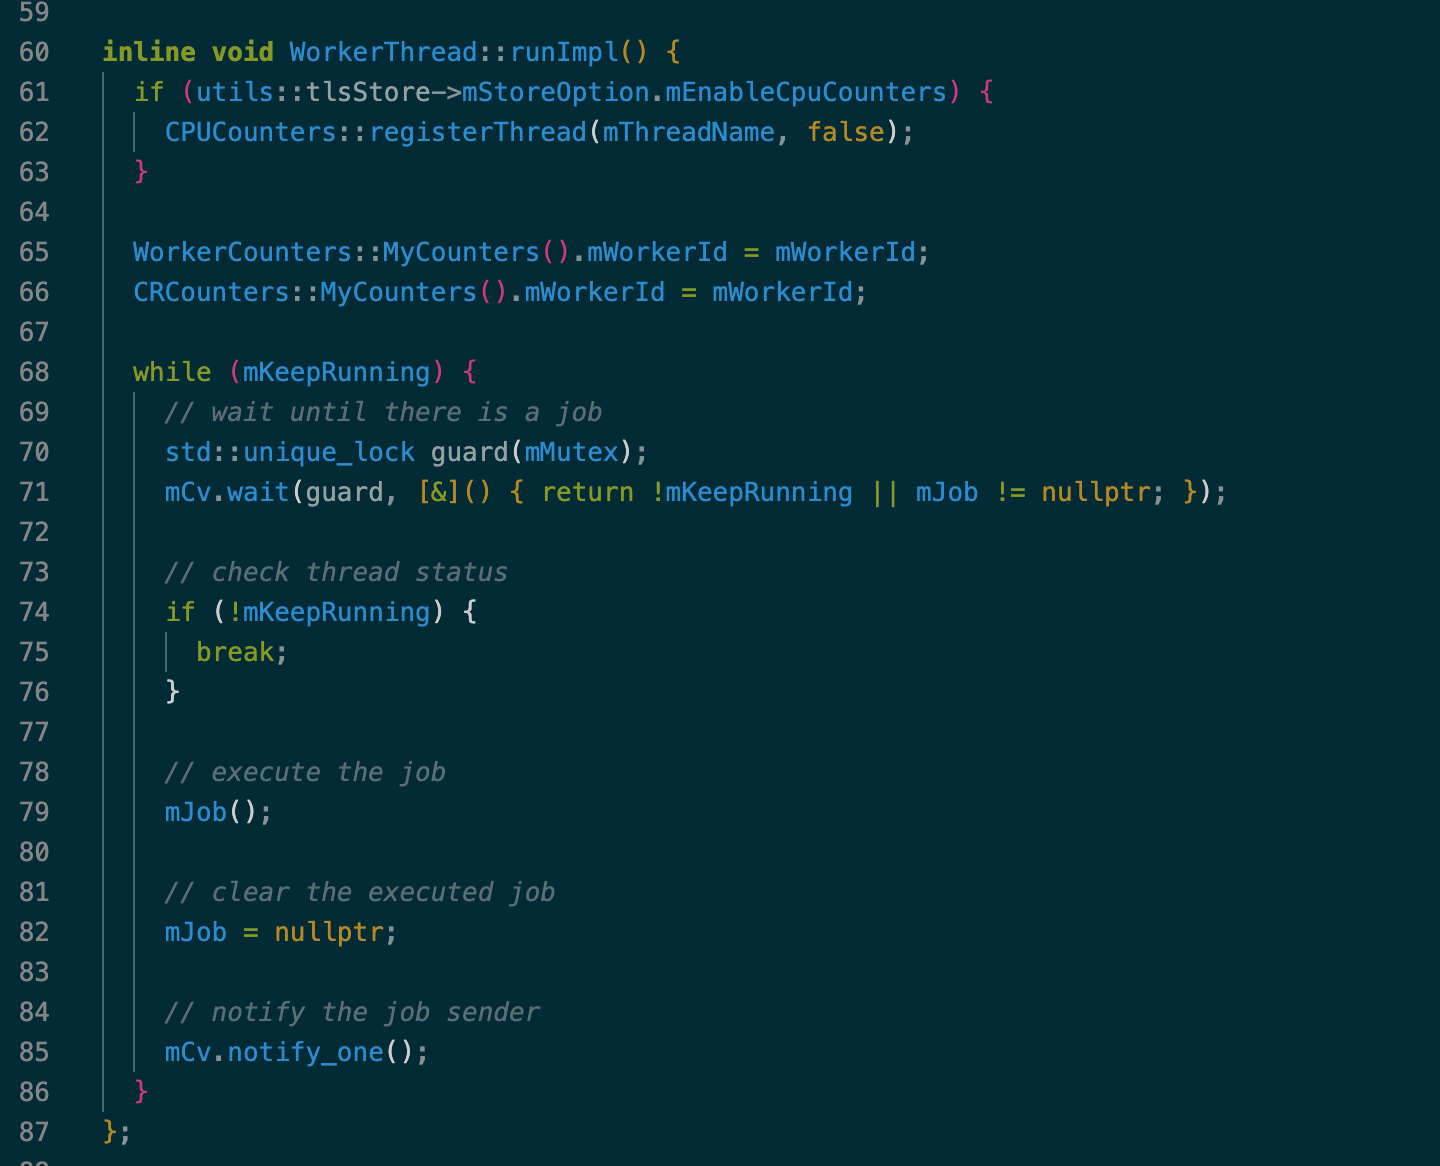 59
60 inline void WorkerThread::runImpl() {
61   if (utils::tlsStore->mStoreOption.mEnableCpuCounters) {
62     CPUCounters::registerThread(mThreadName, false);
63   }
64
65   WorkerCounters::MyCounters().mWorkerId = mWorkerId;
66   CRCounters::MyCounters().mWorkerId = mWorkerId;
67
68   while (mKeepRunning) {
69     // wait until there is a job
70     std::unique_lock guard(mMutex);
71     mCv.wait(guard, [&]() { return !mKeepRunning || mJob != nullptr; });
72
73     // check thread status
74     if (!mKeepRunning) {
75       break;
76     }
77
78     // execute the job
79     mJob();
80
81     // clear the executed job
82     mJob = nullptr;
83
84     // notify the job sender
85     mCv.notify_one();
86   }
87 };